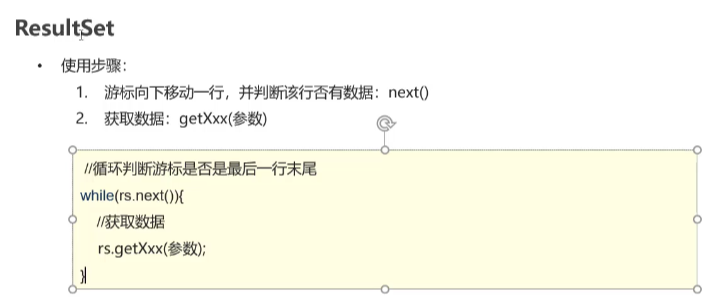 ResultSet
• 使用步骤：
1. 游标向下移动一行，并判断该行否有数据：next()
2. 获取数据：getXxx(参数)
//循环判断游标是否是最后一行末尾
while(rs.next()){
//获取数据
rs.getXxx(参数);
}